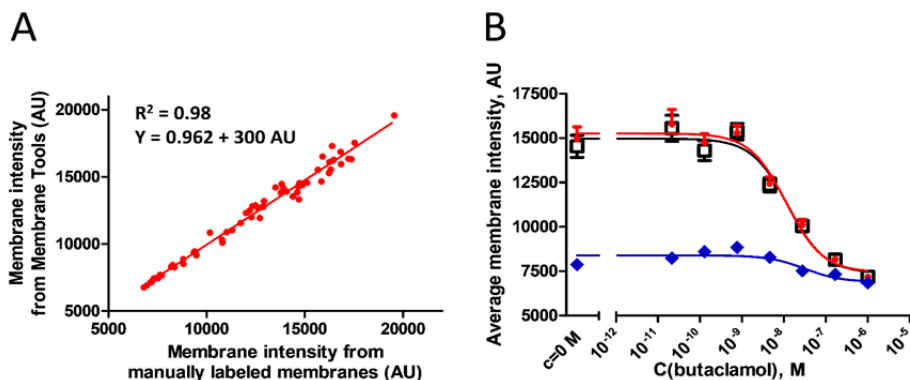 A
Membrane intensity
from Membrane Tools (AU)
20000
15000
10000
5000
R² = 0.98
Y = 0.962 + 300 AU
5000
10000
15000
20000
Membrane intensity from
manually labeled membranes (AU)
B
Average membrane intensity, AU
17500
15000
12500
10000
7500
5000
c=0 M
10⁻¹²
10⁻¹¹
10⁻¹⁰
10⁻⁹
10⁻⁸
10⁻⁷
10⁻⁶
10⁻⁵
C(butaclamol), M